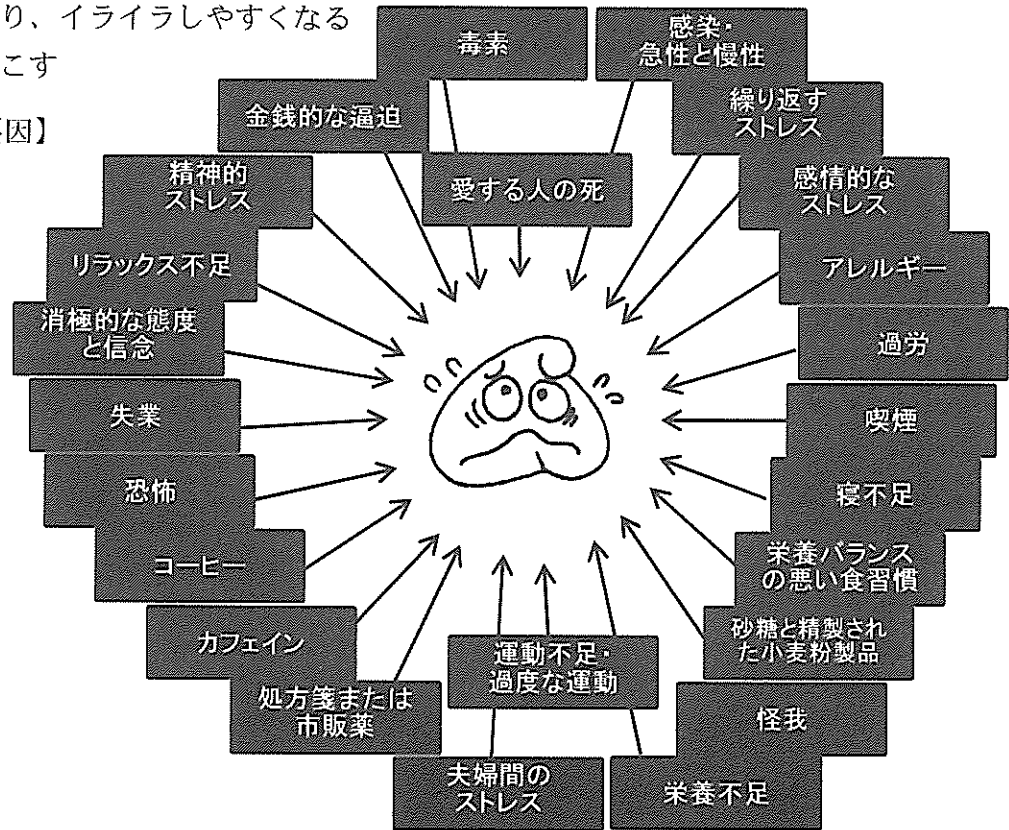 り、イライラしやすくなる
こす
因】
毒素
感染・
急性と慢性
金銭的な逼迫
繰り返す
ストレス
愛する人の死
精神的
ストレス
感情的な
ストレス
リラックス不足
アレルギー
消極的な態度
と信念
過労
失業
喫煙
恐怖
寝不足
コーヒー
栄養バランス
の悪い食習慣
カフェイン
砂糖と精製され
た小麦粉製品
運動不足・
過度な運動
処方箋または
市販薬
怪我
夫婦間の
ストレス
栄養不足